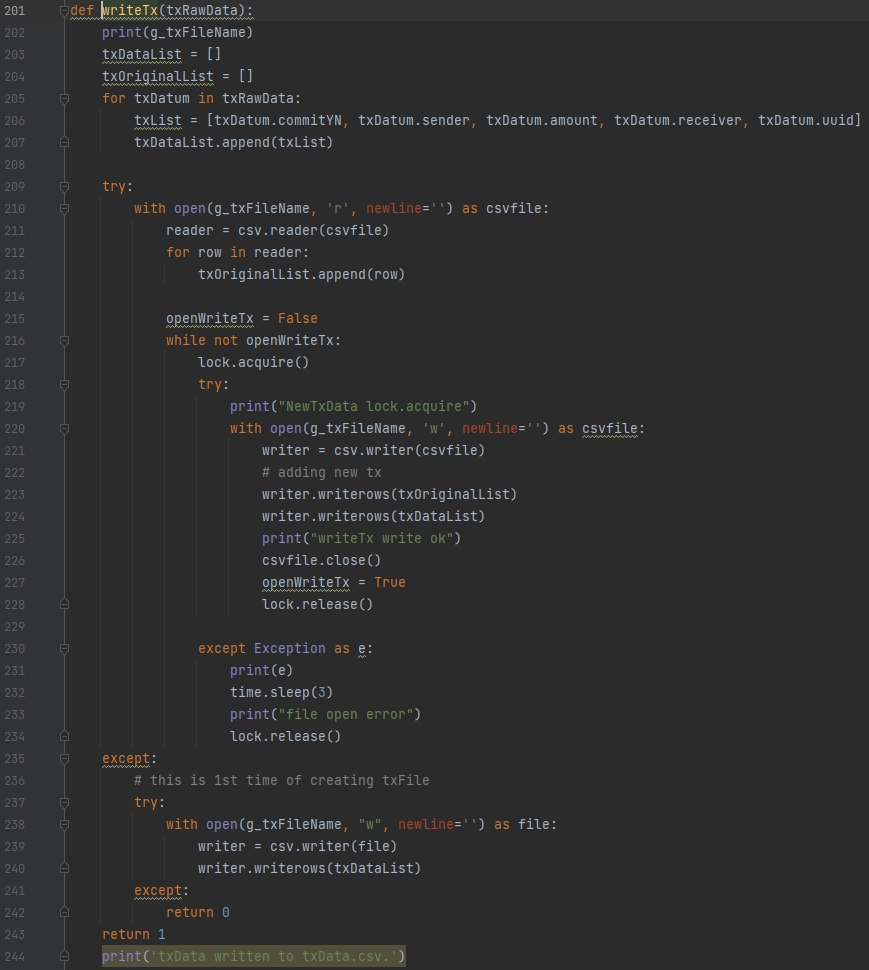 201 def writeTx(txRawData):
202     print(g_txFileName)
203     txDataList = []
204     txOriginalList = []
205     for txDatum in txRawData:
206         txList = [txDatum.commitYN, txDatum.sender, txDatum.amount, txDatum.receiver, txDatum.uuid]
207         txDataList.append(txList)
208
209     try:
210         with open(g_txFileName, 'r', newline='') as csvfile:
211             reader = csv.reader(csvfile)
212             for row in reader:
213                 txOriginalList.append(row)
214
215             openWriteTx = False
216             while not openWriteTx:
217                 lock.acquire()
218                 try:
219                     print("NewTxData lock.acquire")
220                     with open(g_txFileName, 'w', newline='') as csvfile:
221                         writer = csv.writer(csvfile)
222                         # adding new tx
223                         writer.writerows(txOriginalList)
224                         writer.writerows(txDataList)
225                         print("writeTx write ok")
226                         csvfile.close()
227                         openWriteTx = True
228                         lock.release()
229
230                 except Exception as e:
231                     print(e)
232                     time.sleep(3)
233                     print("file open error")
234                     lock.release()
235     except:
236         # this is 1st time of creating txFile
237         try:
238             with open(g_txFileName, "w", newline='') as file:
239                 writer = csv.writer(file)
240                 writer.writerows(txDataList)
241         except:
242             return 0
243     return 1
244     print('txData written to txData.csv.')